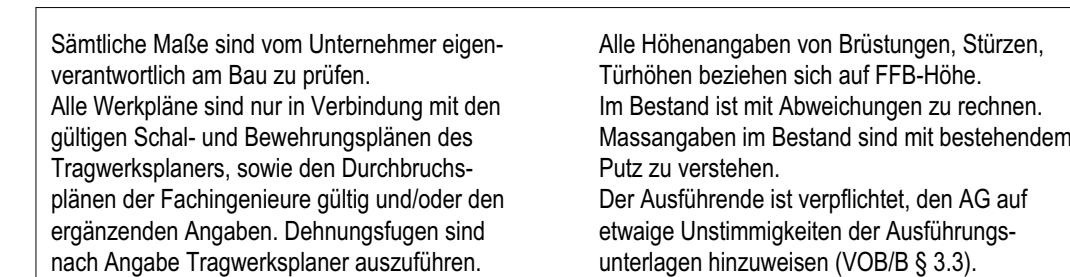 Sämtliche Maße sind vom Unternehmer eigen-
verantwortlich am Bau zu prüfen.
Alle Werkpläne sind nur in Verbindung mit den
gültigen Schal- und Bewehrungsplänen des
Tragwerksplaners, sowie den Durchbruchs-
plänen der Fachingenieure gültig und/oder den
ergänzenden Angaben. Dehnungsfugen sind
nach Angabe Tragwerksplaner auszuführen.
Alle Höhenangaben von Brüstungen, Stürzen,
Türhöhen beziehen sich auf FFB-Höhe.
Im Bestand ist mit Abweichungen zu rechnen.
Massangaben im Bestand sind mit bestehendem
Putz zu verstehen.
Der Ausführende ist verpflichtet, den AG auf
etwaige Unstimmigkeiten der Ausführungs-
unterlagen hinzuweisen (VOB/B § 3.3).